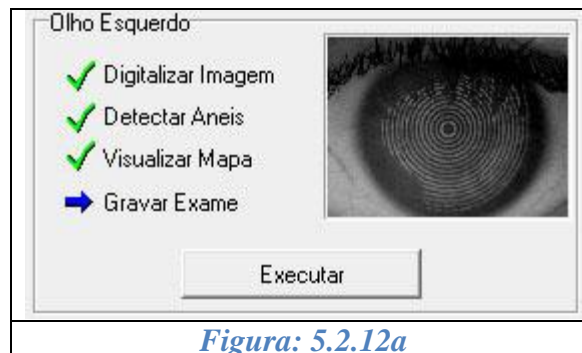 Olho Esquerdo
Digitalizar Imagem
Detectar Aneis
Visualizar Mapa
Gravar Exame
Executar
Figura: 5.2.12a